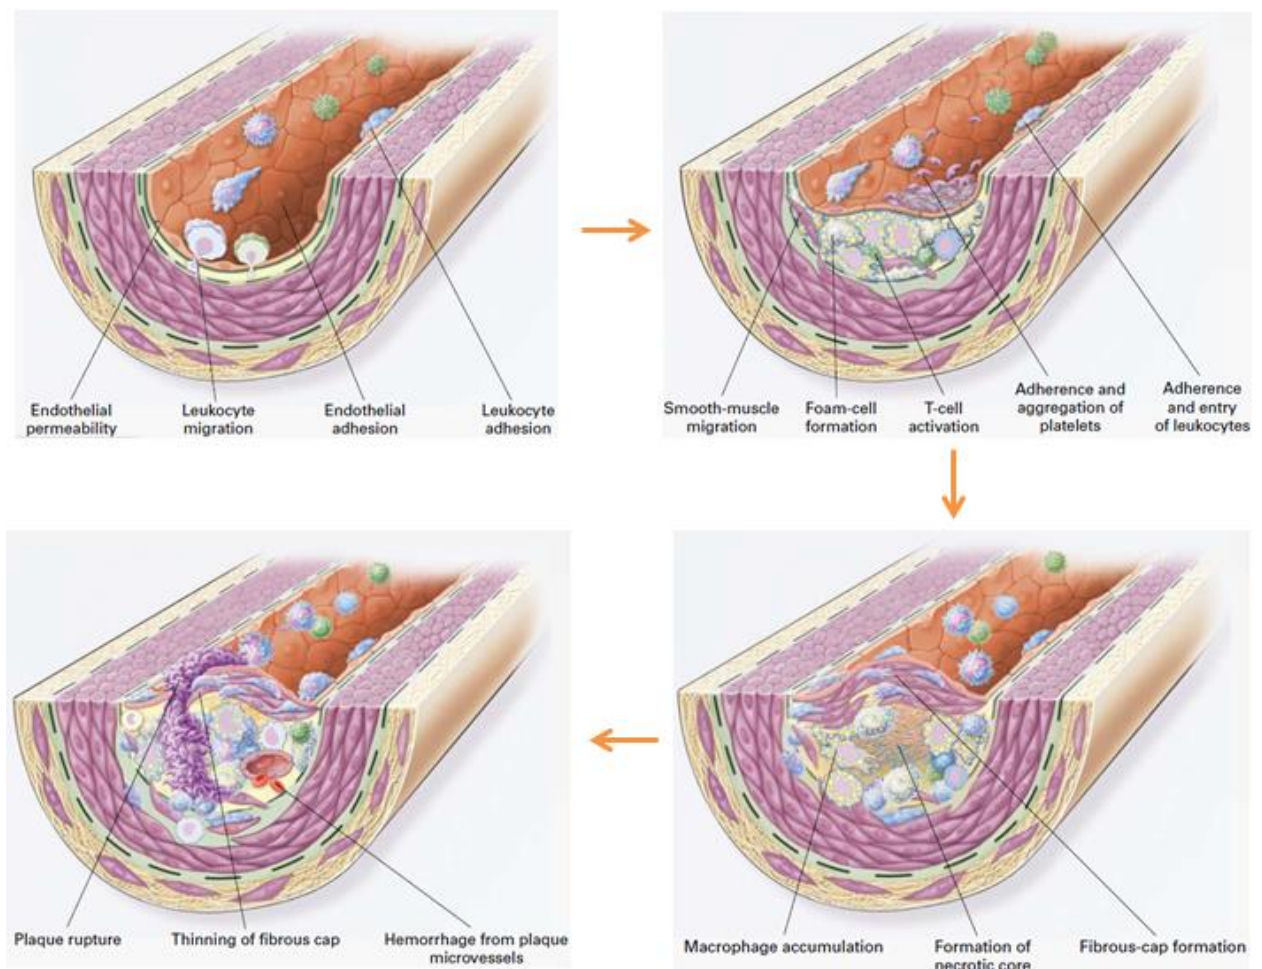 Endothelial
permeability
Leukocyte
migration
Endothelial
adhesion
Leukocyte
adhesion
Smooth-muscle
migration
Foam-cell
formation
T-cell
activation
Adherence and
aggregation of
platelets
Adherence
and entry
of leukocytes
Plaque rupture
Thinning of fibrous cap
Hemorrhage from plaque
microvessels
Macrophage accumulation
Formation of
necrotic core
Fibrous-cap formation